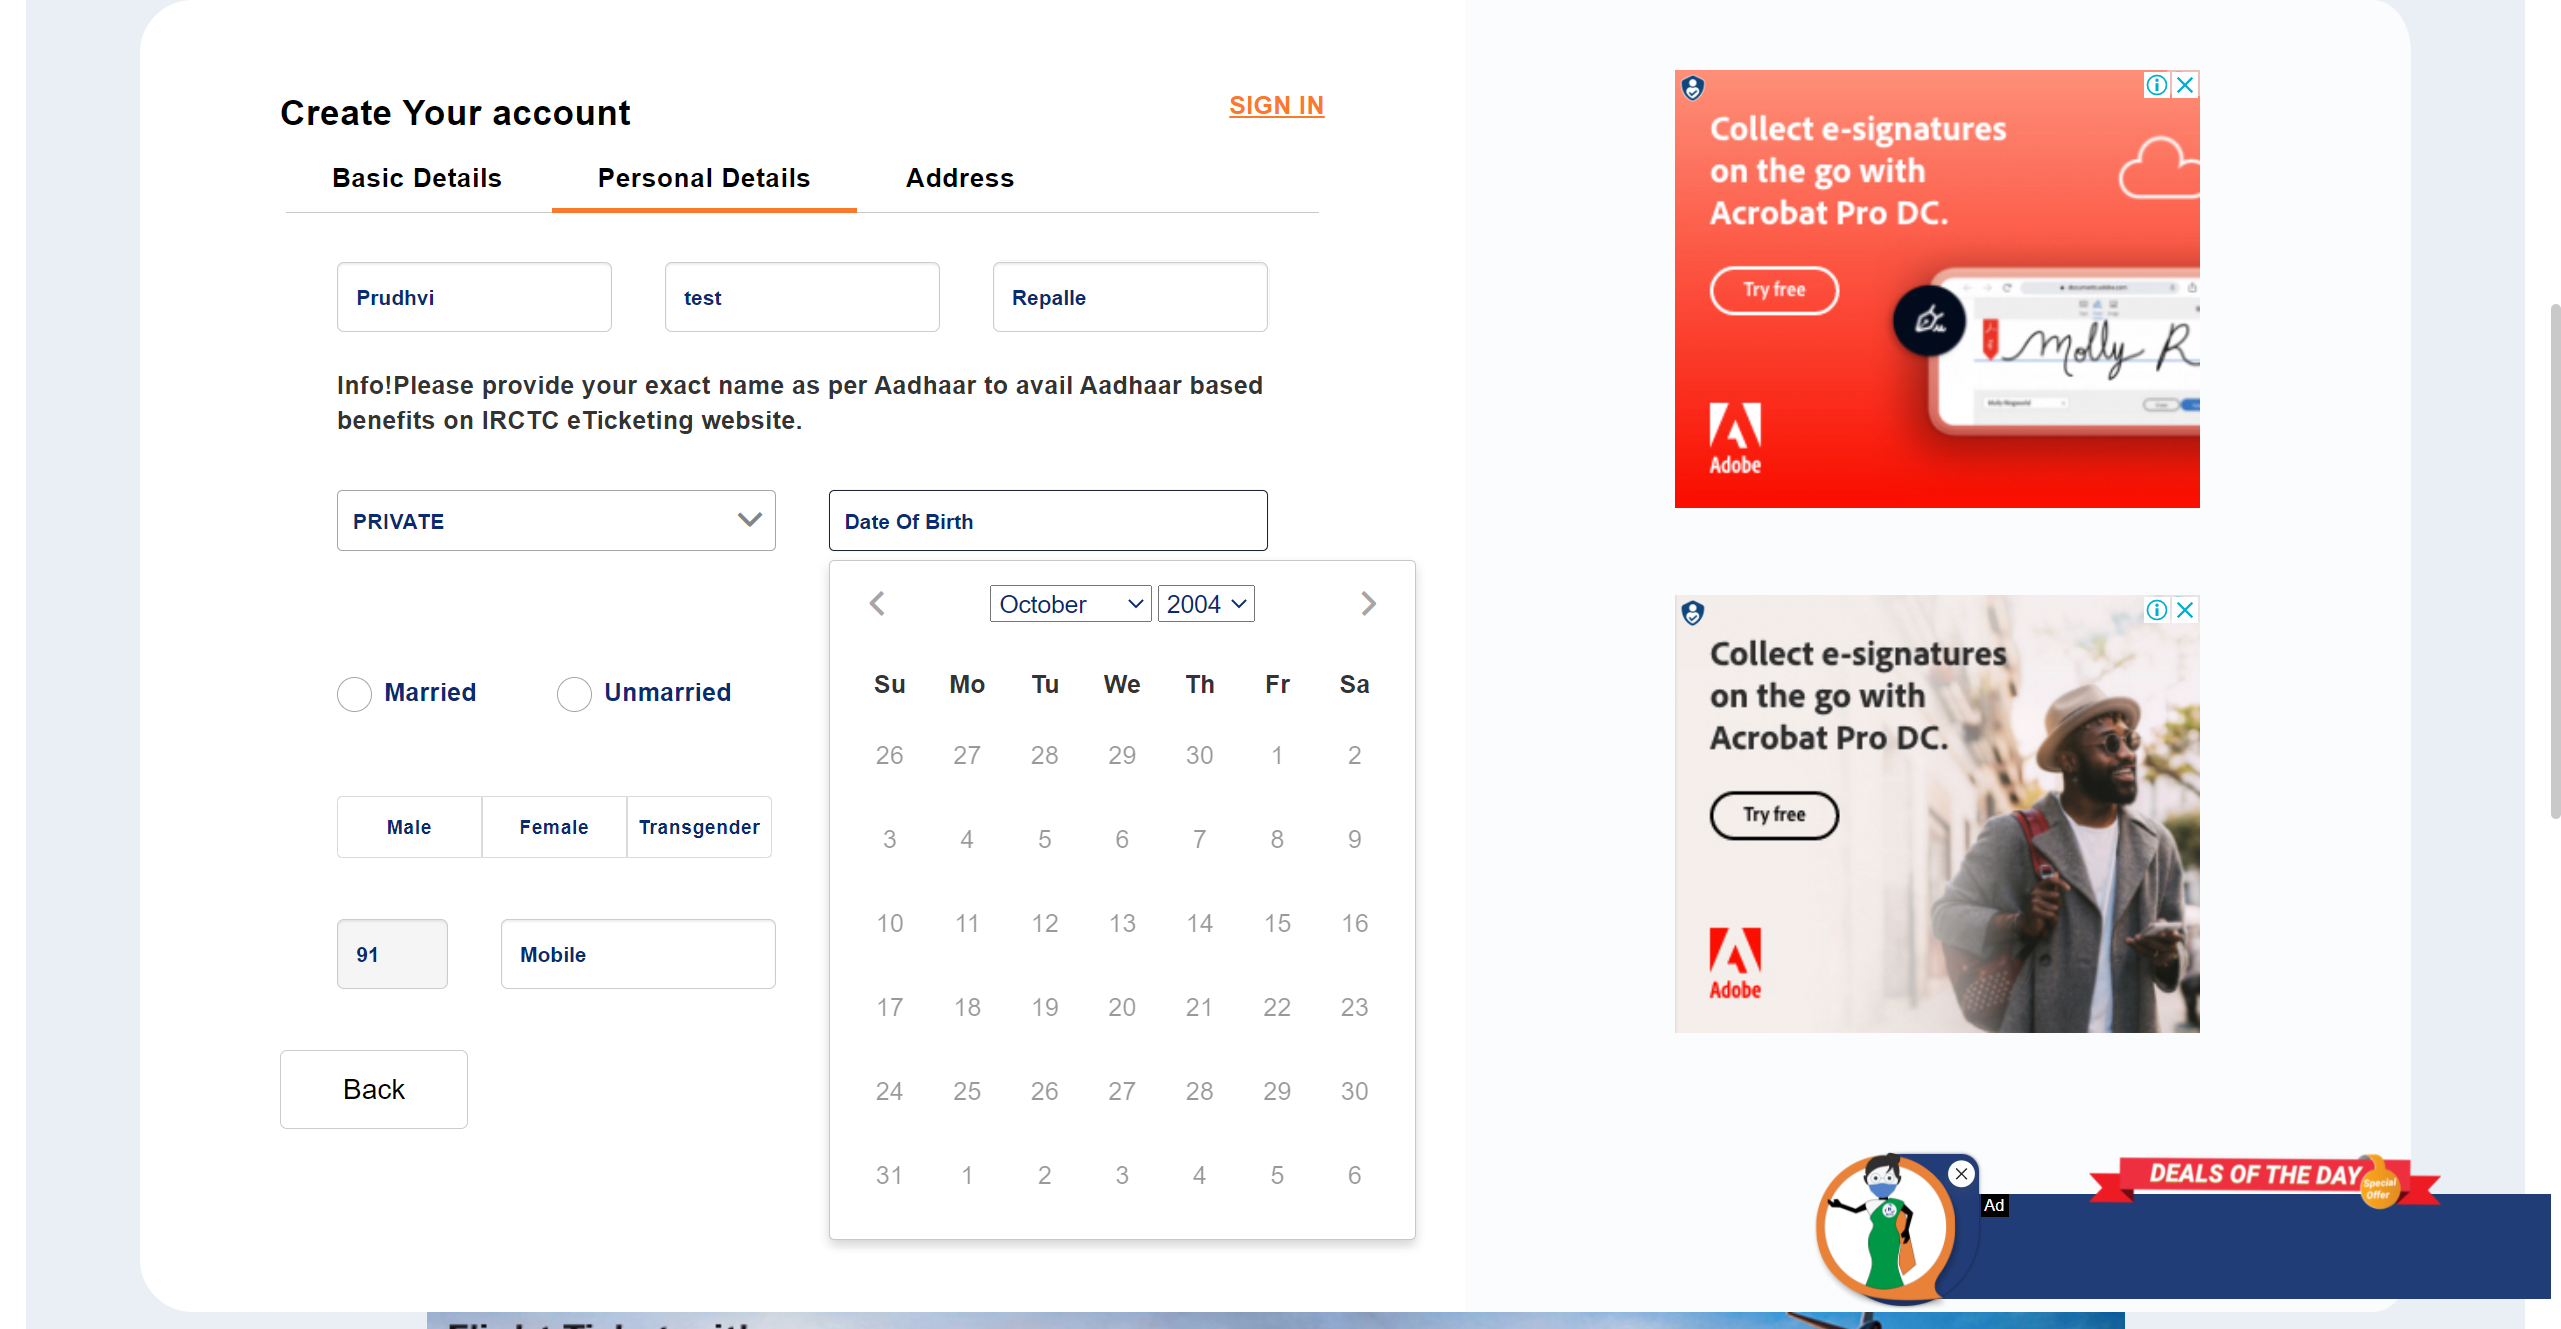 Create Your account
SIGN IN
Basic Details Personal Details Address
Prudhvi test Repalle
Info!Please provide your exact name as per Aadhaar to avail Aadhaar based
benefits on IRCTC eTicketing website.
PRIVATE Date Of Birth
October 2004
Su Mo Tu We Th Fr Sa
26 27 28 29 30 1 2
3 4 5 6 7 8 9
10 11 12 13 14 15 16
17 18 19 20 21 22 23
24 25 26 27 28 29 30
31 1 2 3 4 5 6
Married Unmarried
Male Female Transgender
91 Mobile
Back
Collect e-signatures
on the go with
Acrobat Pro DC.
Try free
Molly R
Adobe
Collect e-signatures
on the go with
Acrobat Pro DC.
Try free
Adobe
DEALS OF THE DAY
Special
Offer
Ad